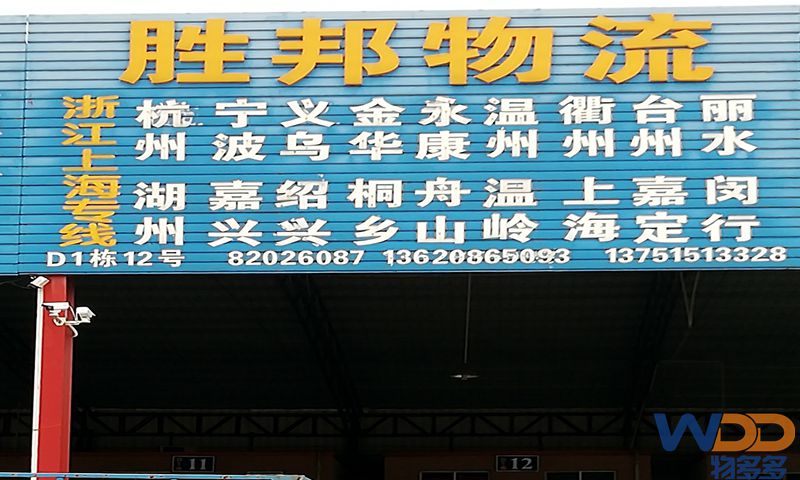 胜邦物流
浙江上海专线
杭州 宁波 义乌 金华 永康 温州 衢州 台州 丽水
湖州 嘉兴 绍兴 桐乡 舟山 温岭 上海 嘉定 闵行
D1栋12号 82026087 13620865093 13751513328
11
12
WDD
物多多